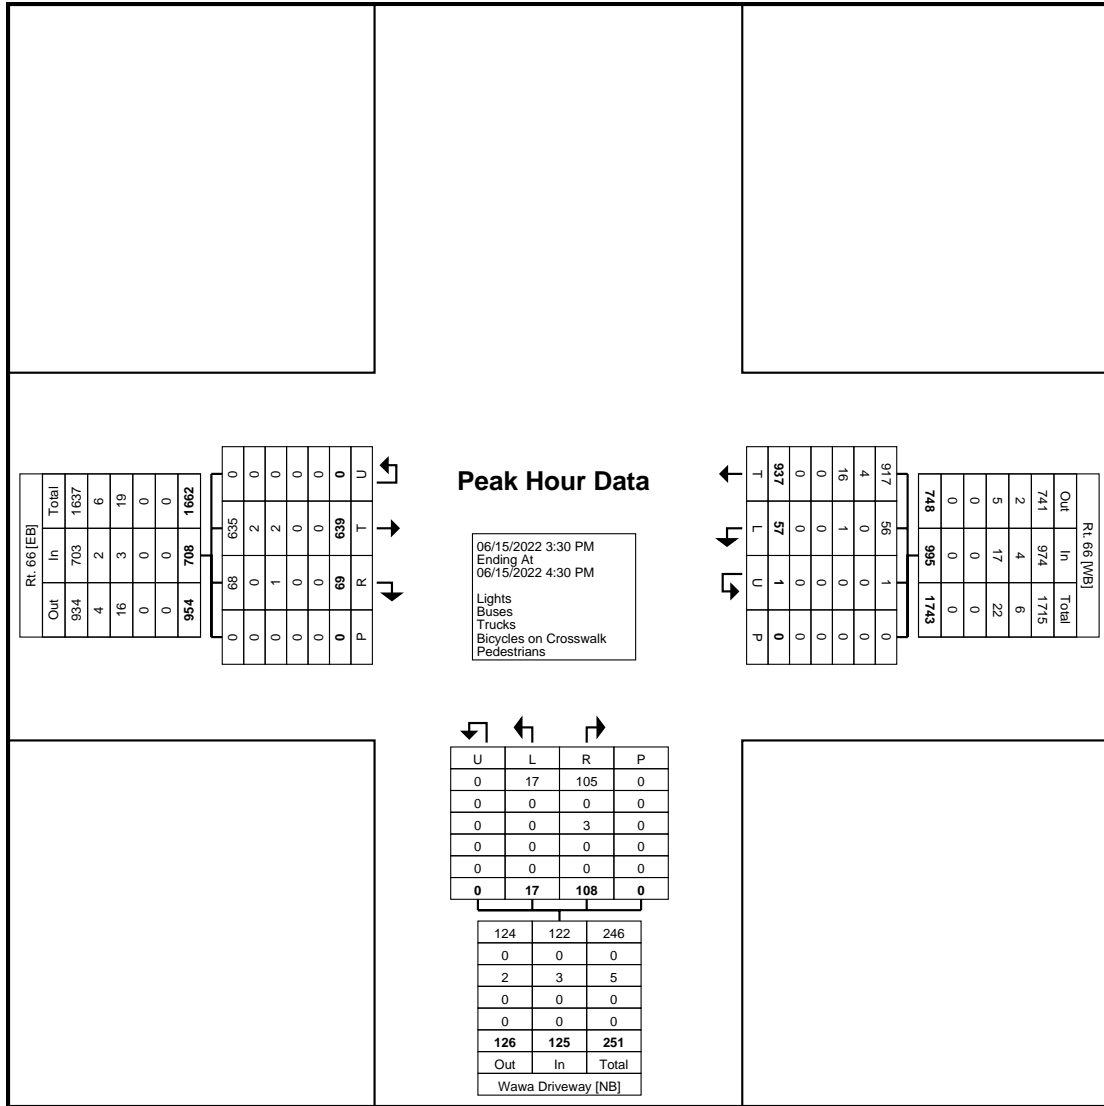 Peak Hour Data
06/15/2022 3:30 PM
Ending At
06/15/2022 4:30 PM
Lights
Buses
Trucks
Bicycles on Crosswalk
Pedestrians
U T R P
0 639 69 0
0 0 0 0
0 0 0 0
0 2 1 0
0 2 0 0
0 635 68 0
1662 708 954
0 0 0
0 0 0
19 3 16
6 2 4
1637 703 934
Total In Out
Rt. 66 [EB]
Rt. 66 [WB]
Out In Total
741 974 1715
2 4 6
5 17 22
0 0 0
0 0 0
748 995 1743
917 56 1 0
4 0 0 0
16 1 0 0
0 0 0 0
0 0 0 0
937 57 1 0
T L U P
U L R P
0 17 105 0
0 0 0 0
0 0 3 0
0 0 0 0
0 0 0 0
0 17 108 0
124 122 246
0 0 0
2 3 5
0 0 0
0 0 0
126 125 251
Out In Total
Wawa Driveway [NB]